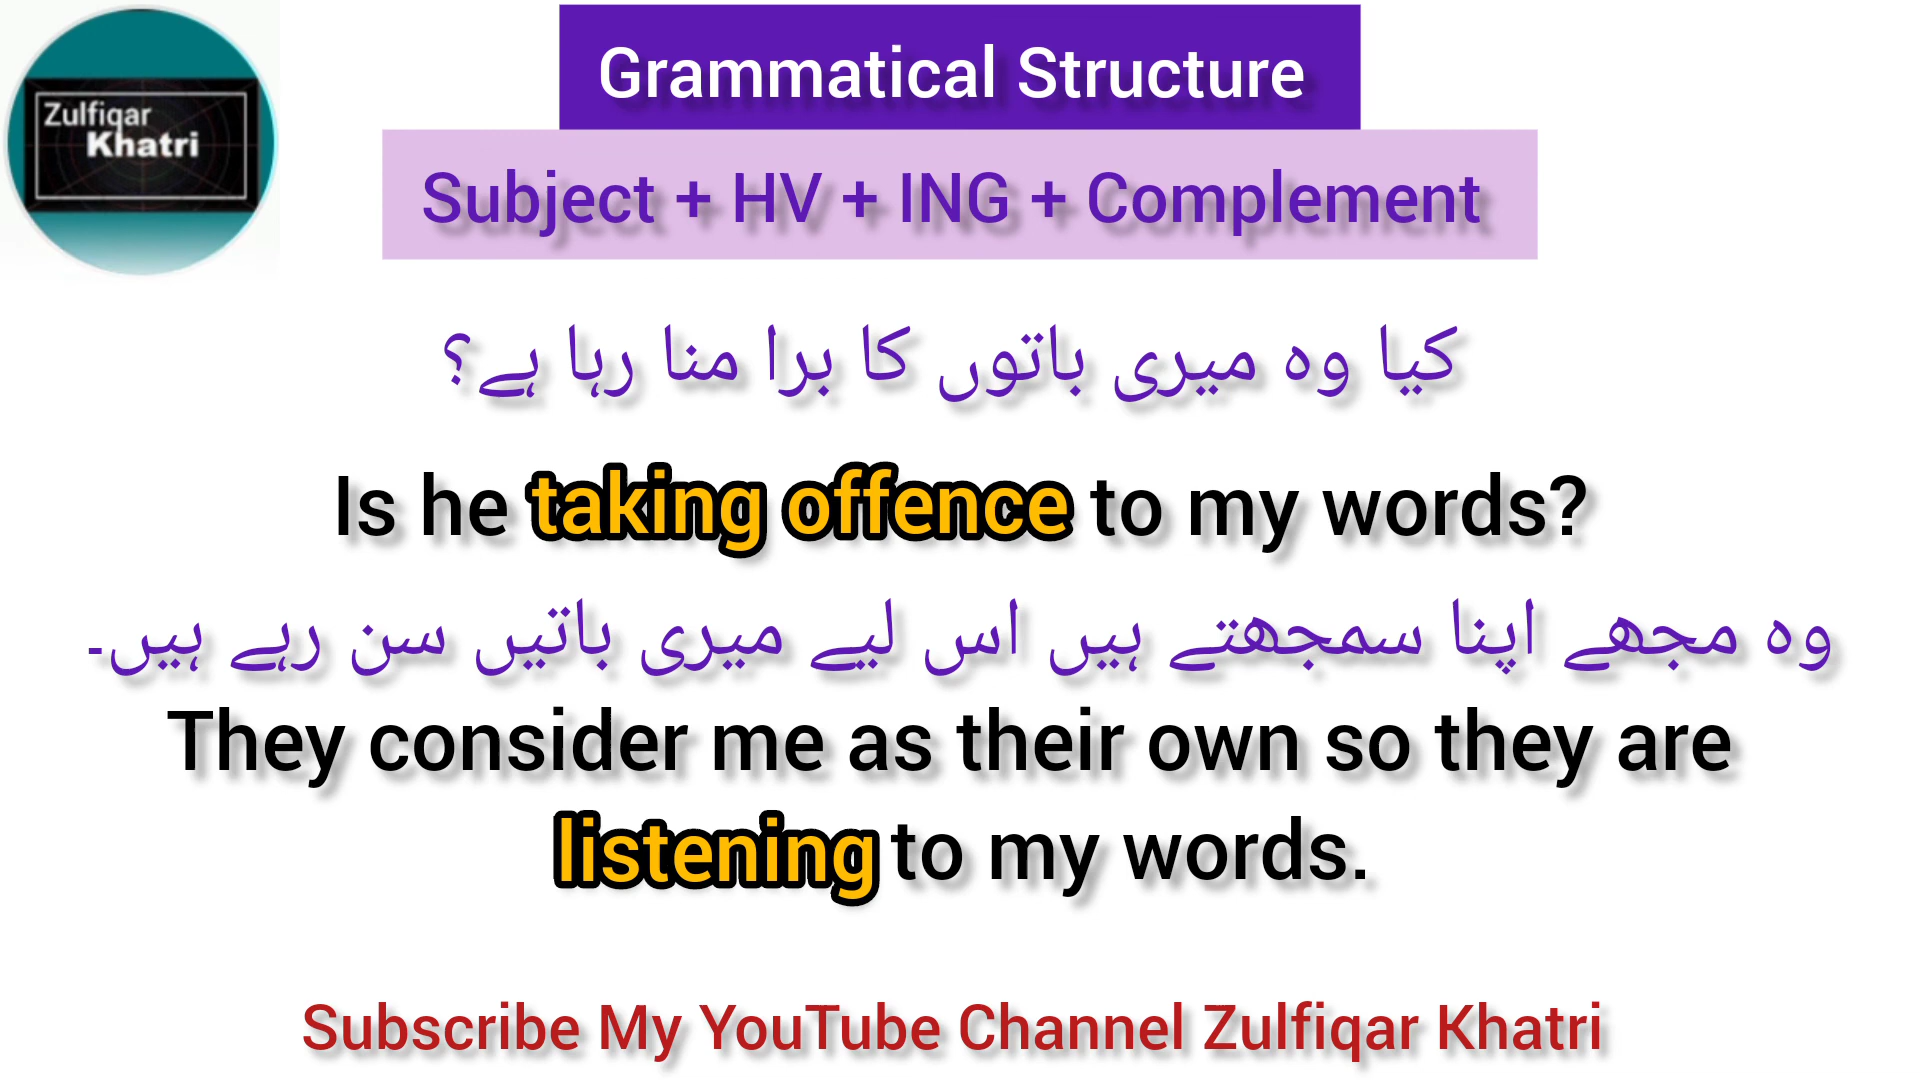 Zulfiqar
Khatri
Grammatical Structure
Subject + HV + ING + Complement
کیا وہ میری باتوں کا برا منا رہا ہے؟
Is he taking offence to my words?
وہ مجھے اپنا سمجھتے ہیں اس لیے میری باتیں سن رہے ہیں۔
They consider me as their own so they are
listening to my words.
Subscribe My YouTube Channel Zulfiqar Khatri